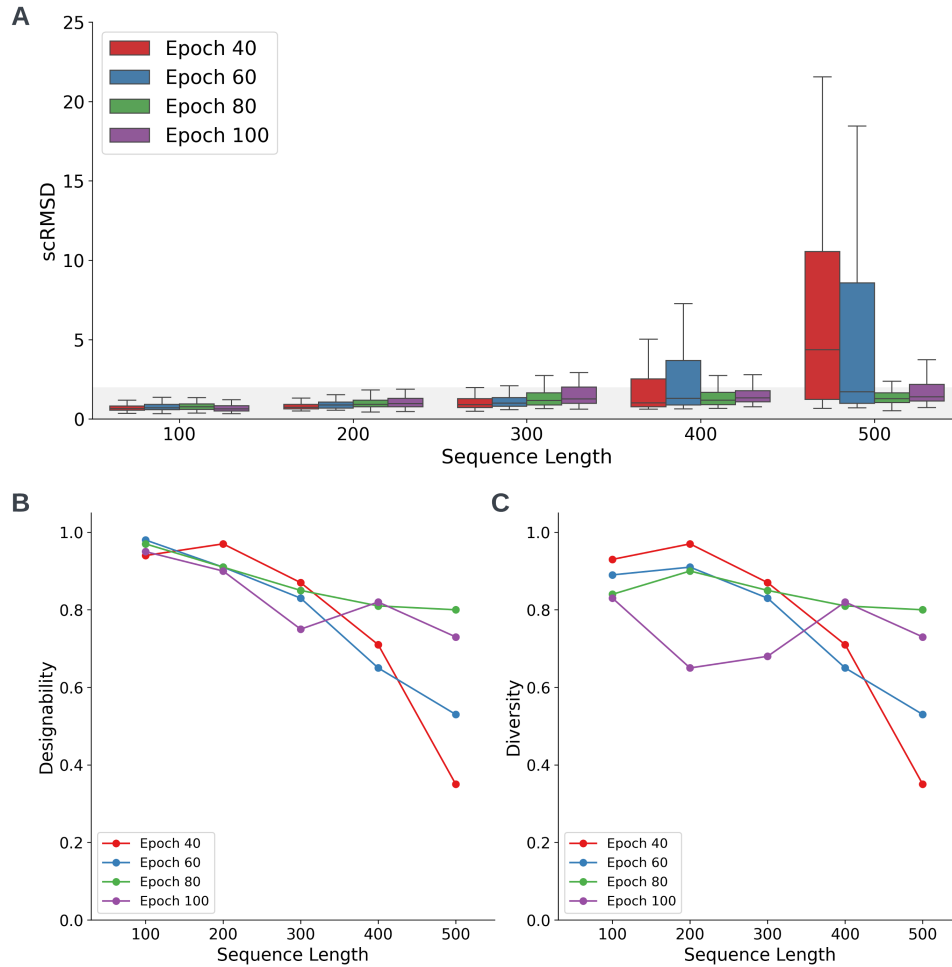 A
25
20
15
10
5
0
scRMSD
Epoch 40
Epoch 60
Epoch 80
Epoch 100
100 200 300 400 500
Sequence Length
B
1.0
0.8
0.6
0.4
0.2
0.0
Designability
Epoch 40
Epoch 60
Epoch 80
Epoch 100
100 200 300 400 500
Sequence Length
C
1.0
0.8
0.6
0.4
0.2
0.0
Diversity
Epoch 40
Epoch 60
Epoch 80
Epoch 100
100 200 300 400 500
Sequence Length